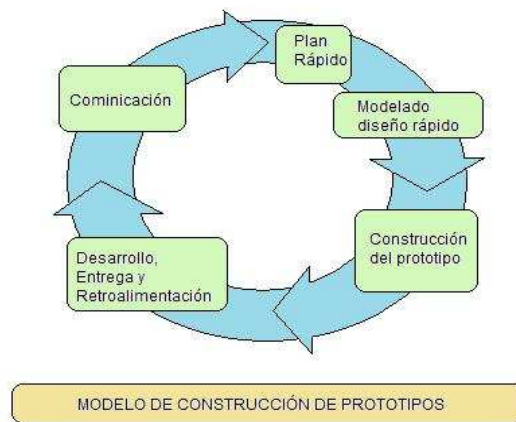 Plan
Rápido
Cominicación
Modelado
diseño rápido
Construcción
del prototipo
Desarrollo,
Entrega y
Retroalimentación
MODELO DE CONSTRUCCIÓN DE PROTOTIPOS